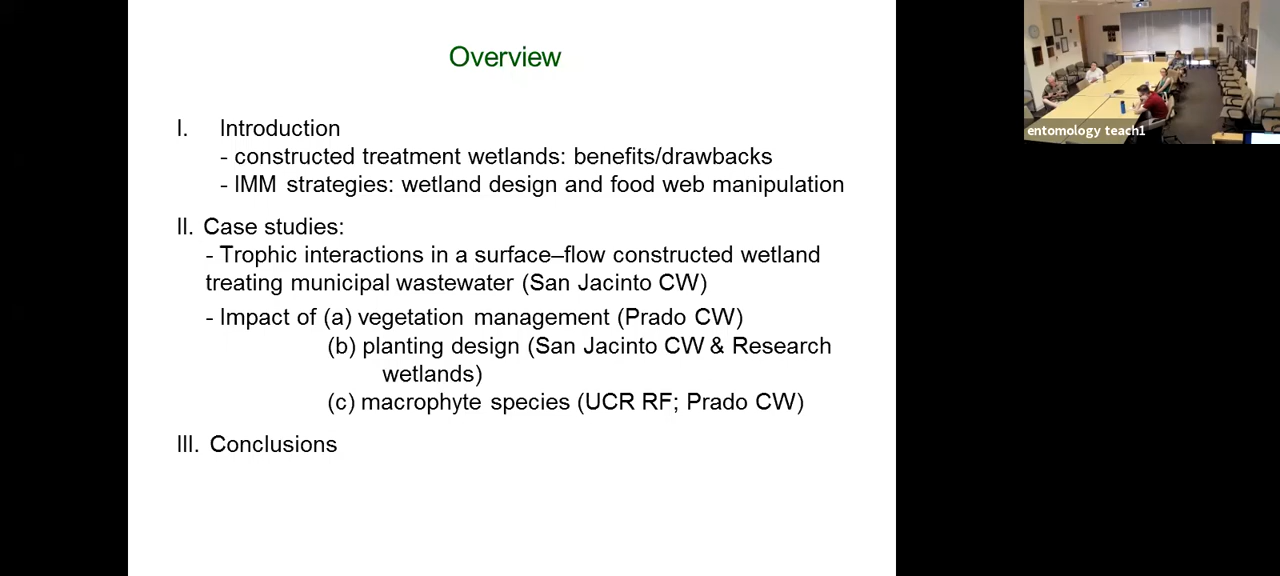 Overview
I. Introduction
- constructed treatment wetlands: benefits/drawbacks
- IMM strategies: wetland design and food web manipulation
II. Case studies:
- Trophic interactions in a surface–flow constructed wetland
treating municipal wastewater (San Jacinto CW)
- Impact of (a) vegetation management (Prado CW)
(b) planting design (San Jacinto CW & Research
wetlands)
(c) macrophyte species (UCR RF; Prado CW)
III. Conclusions
entomology teach1